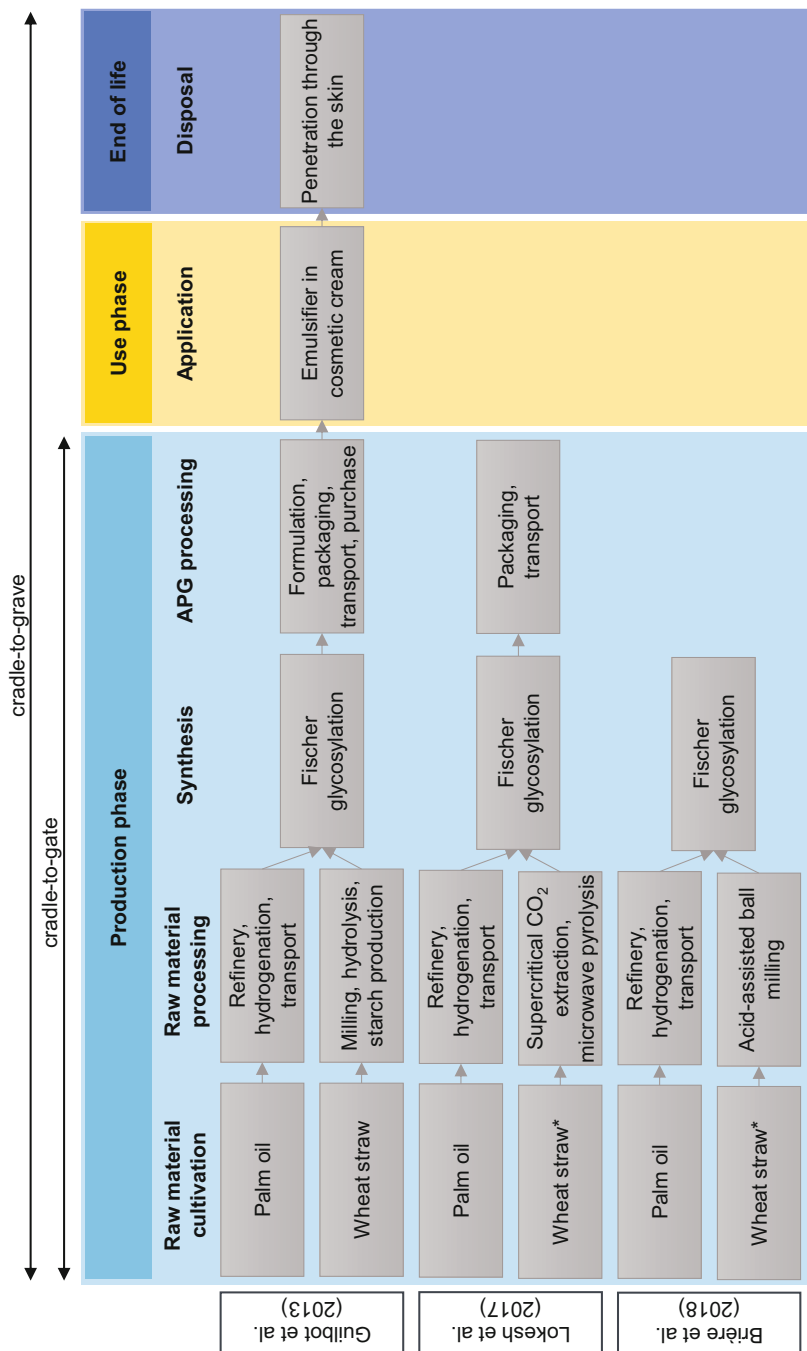 cradle-to-grave
cradle-to-gate
Production phase
Use phase
End of life
Raw material
cultivation
Raw material
processing
Synthesis
APG processing
Application
Disposal
Guilbot et al.
(2013)
Palm oil
Refinery,
hydrogenation,
transport
Wheat straw
Milling, hydrolysis,
starch production
Fischer
glycosylation
Formulation,
packaging,
transport, purchase
Emulsifier in
cosmetic cream
Penetration through
the skin
Lokesh et al.
(2017)
Palm oil
Refinery,
hydrogenation,
transport
Wheat straw*
Supercritical CO₂
extraction,
microwave pyrolysis
Fischer
glycosylation
Packaging,
transport
Brière et al.
(2018)
Palm oil
Refinery,
hydrogenation,
transport
Wheat straw*
Acid-assisted ball
milling
Fischer
glycosylation